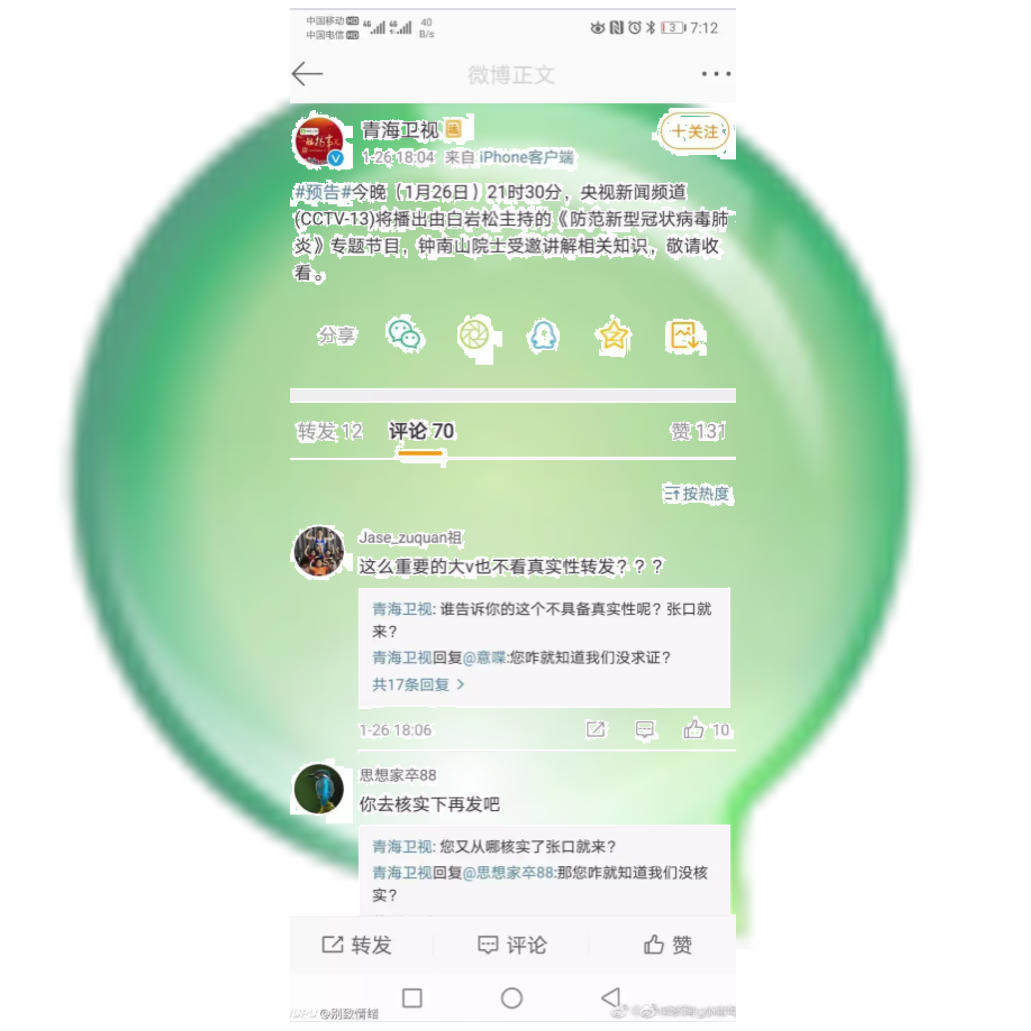 中国移动 HD 4G 4G 40
中国电信 HD B/s 3 7:12
微博正文
青海卫视
+关注
1-26 18:04 来自 iPhone客户端
#预告#今晚（1月26日）21时30分，央视新闻频道
(CCTV-13)将播出由白岩松主持的《防范新型冠状病毒肺
炎》专题节目，钟南山院士受邀讲解相关知识，敬请收
看。
分享
转发 12 评论 70 赞 131
按热度
Jase_zuquan祖
这么重要的大v也不看真实性转发？？？
青海卫视: 谁告诉你的这个不具备真实性呢？张口就
来？
青海卫视回复@意喋:您咋就知道我们没求证？
共17条回复 >
1-26 18:06 10
思想家卒88
你去核实下再发吧
青海卫视: 您又从哪核实了张口就来？
青海卫视回复@思想家卒88:那您咋就知道我们没核
实？
转发 评论 赞
@别致情绪